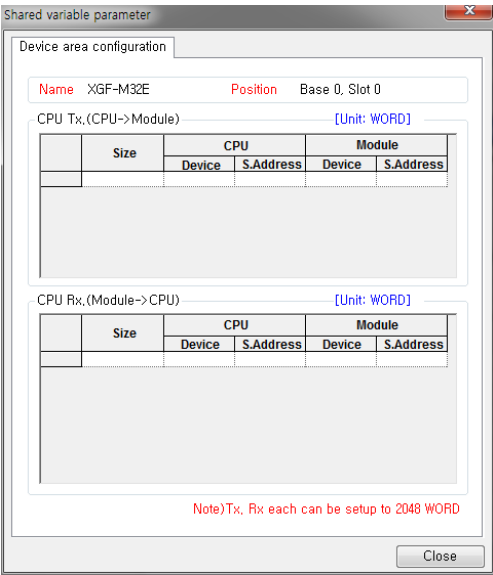 Shared variable parameter
Device area configuration
Name XGF-M32E Position Base 0, Slot 0
CPU Tx,(CPU->Module) [Unit: WORD]
Size CPU Module
Device S.Address Device S.Address
CPU Rx,(Module->CPU) [Unit: WORD]
Size CPU Module
Device S.Address Device S.Address
Note)Tx, Rx each can be setup to 2048 WORD
Close